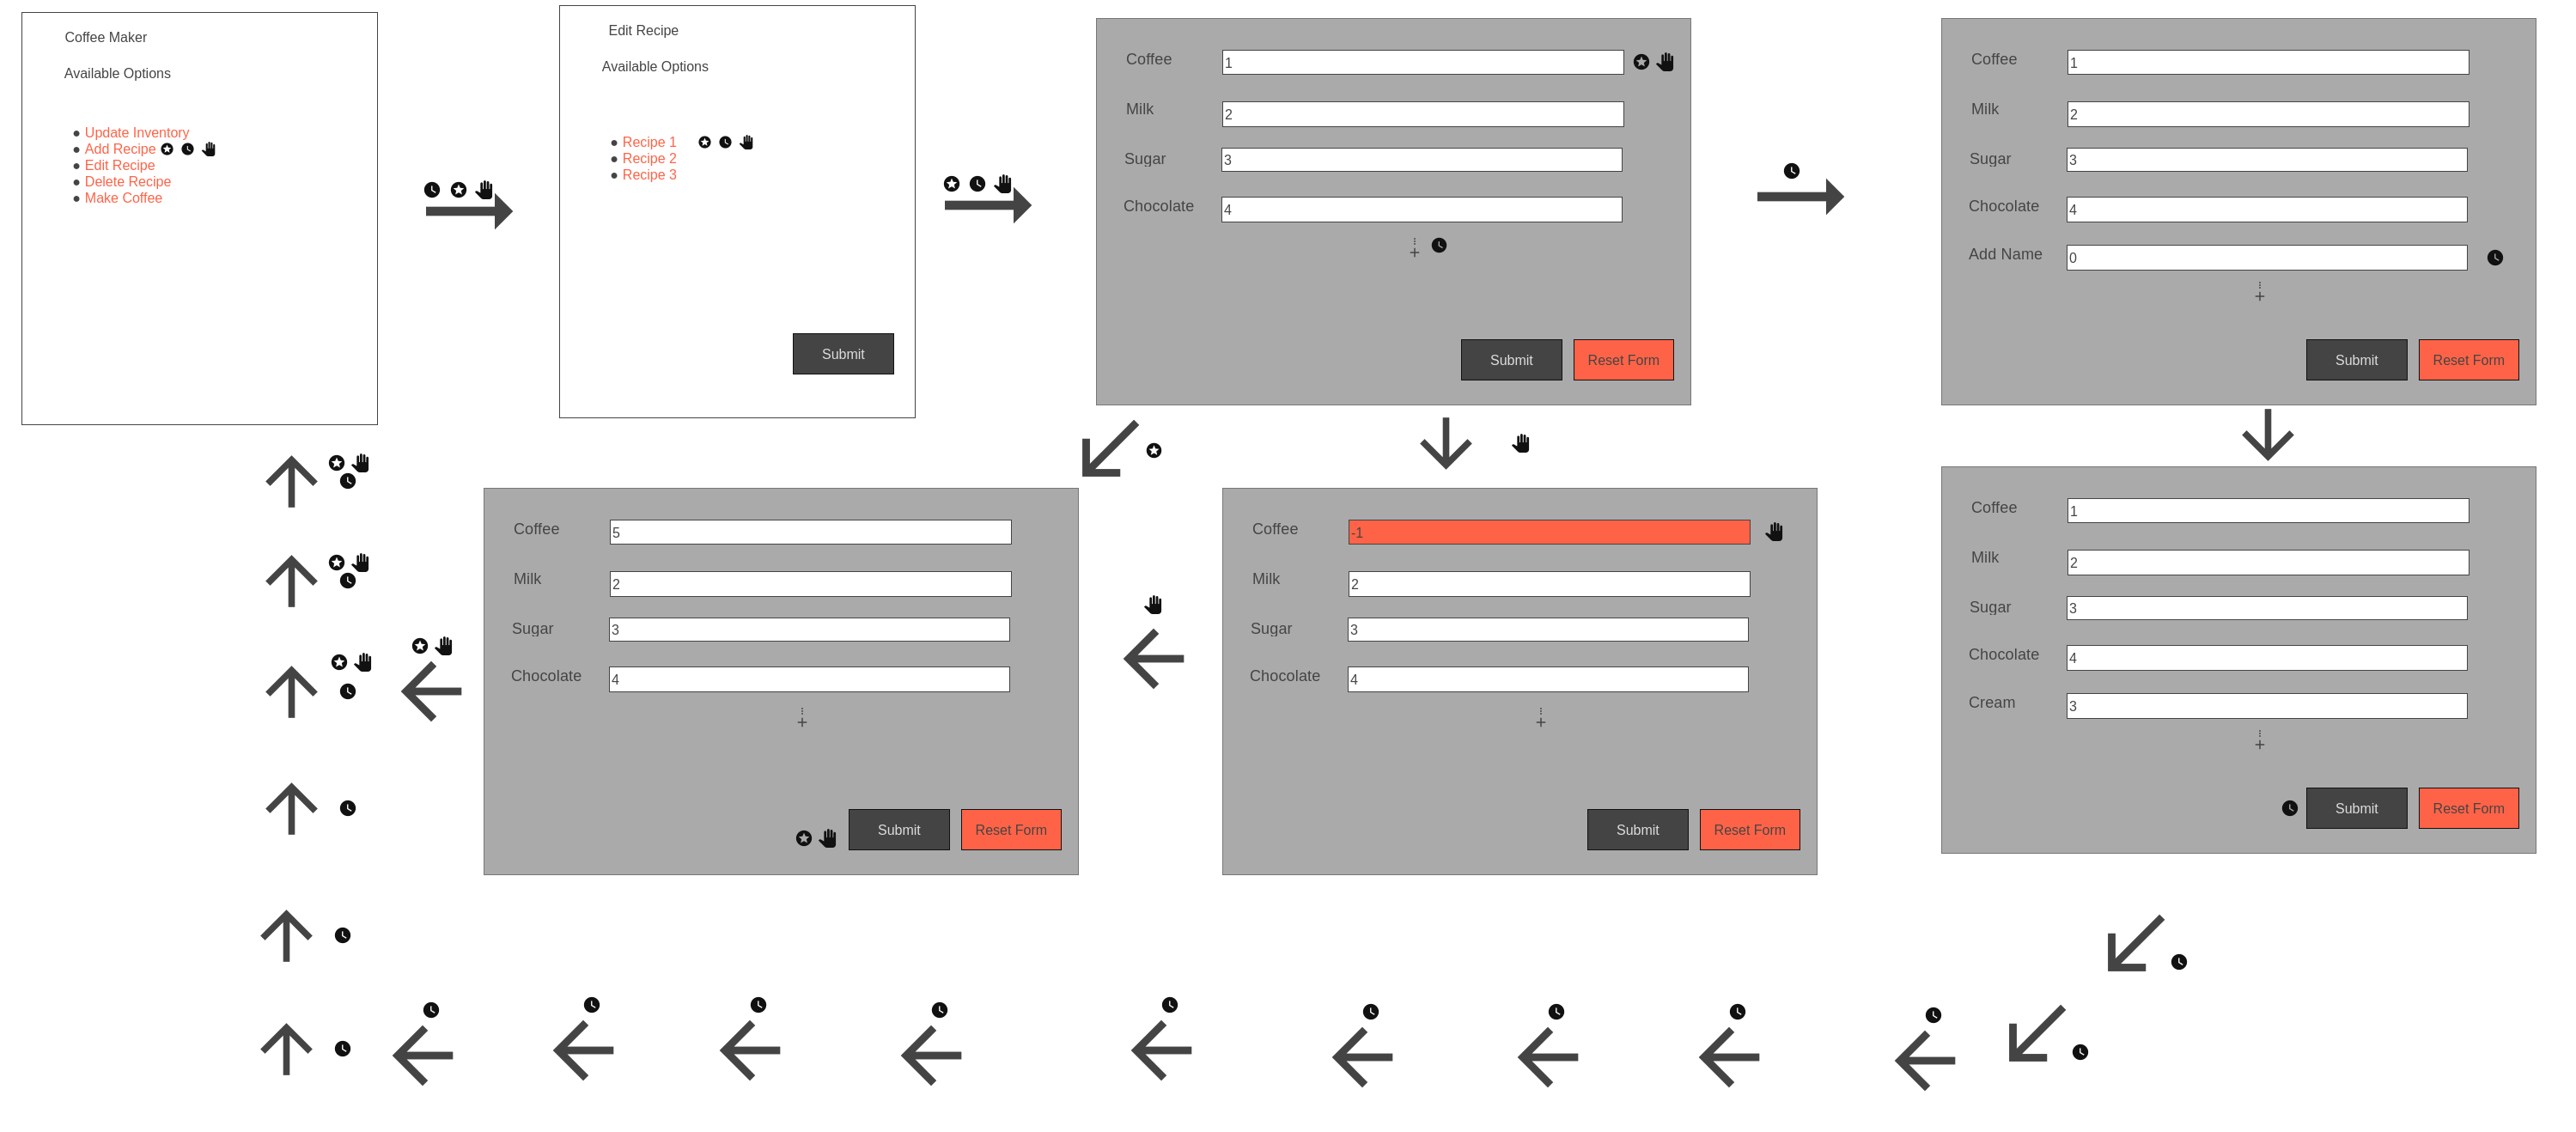 Coffee Maker
Available Options
Update Inventory
Add Recipe
Edit Recipe
Delete Recipe
Make Coffee
Edit Recipe
Available Options
Recipe 1
Recipe 2
Recipe 3
Submit
Coffee 1
Milk 2
Sugar 3
Chocolate 4
+
Submit Reset Form
Coffee 1
Milk 2
Sugar 3
Chocolate 4
Add Name 0
+
Submit Reset Form
Coffee 5
Milk 2
Sugar 3
Chocolate 4
+
Submit Reset Form
Coffee -1
Milk 2
Sugar 3
Chocolate 4
+
Submit Reset Form
Coffee 1
Milk 2
Sugar 3
Chocolate 4
Cream 3
+
Submit Reset Form